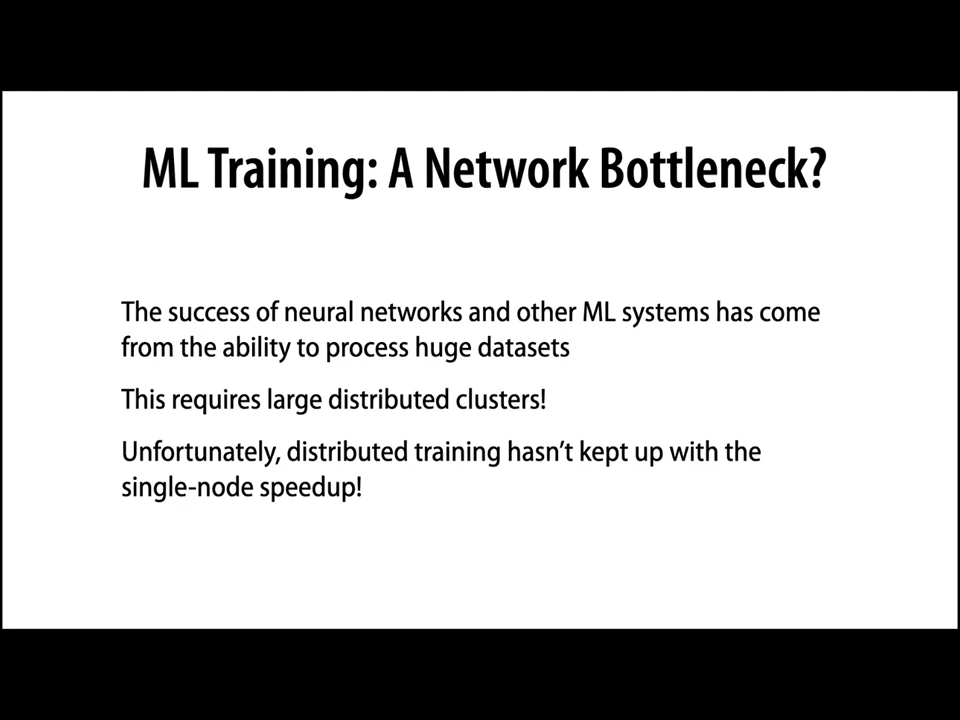 ML Training: A Network Bottleneck?
The success of neural networks and other ML systems has come
from the ability to process huge datasets
This requires large distributed clusters!
Unfortunately, distributed training hasn’t kept up with the
single-node speedup!